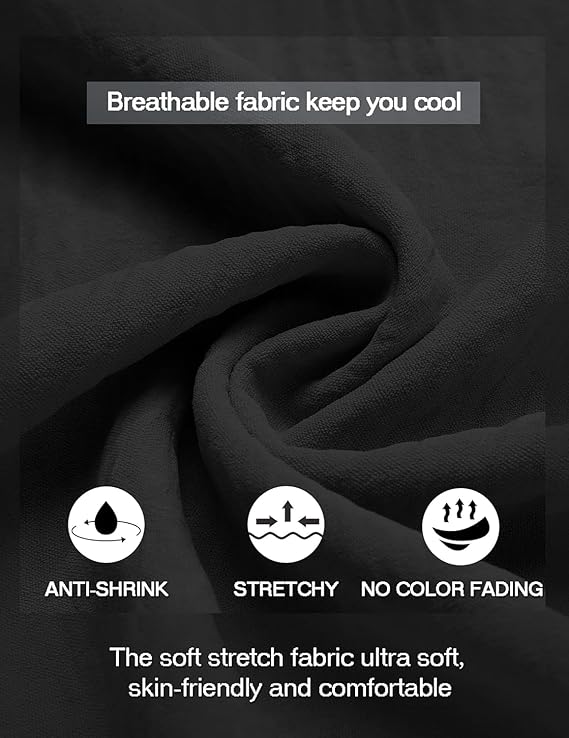 Breathable fabric keep you cool
ANTI-SHRINK STRETCHY NO COLOR FADING
The soft stretch fabric ultra soft,
skin-friendly and comfortable